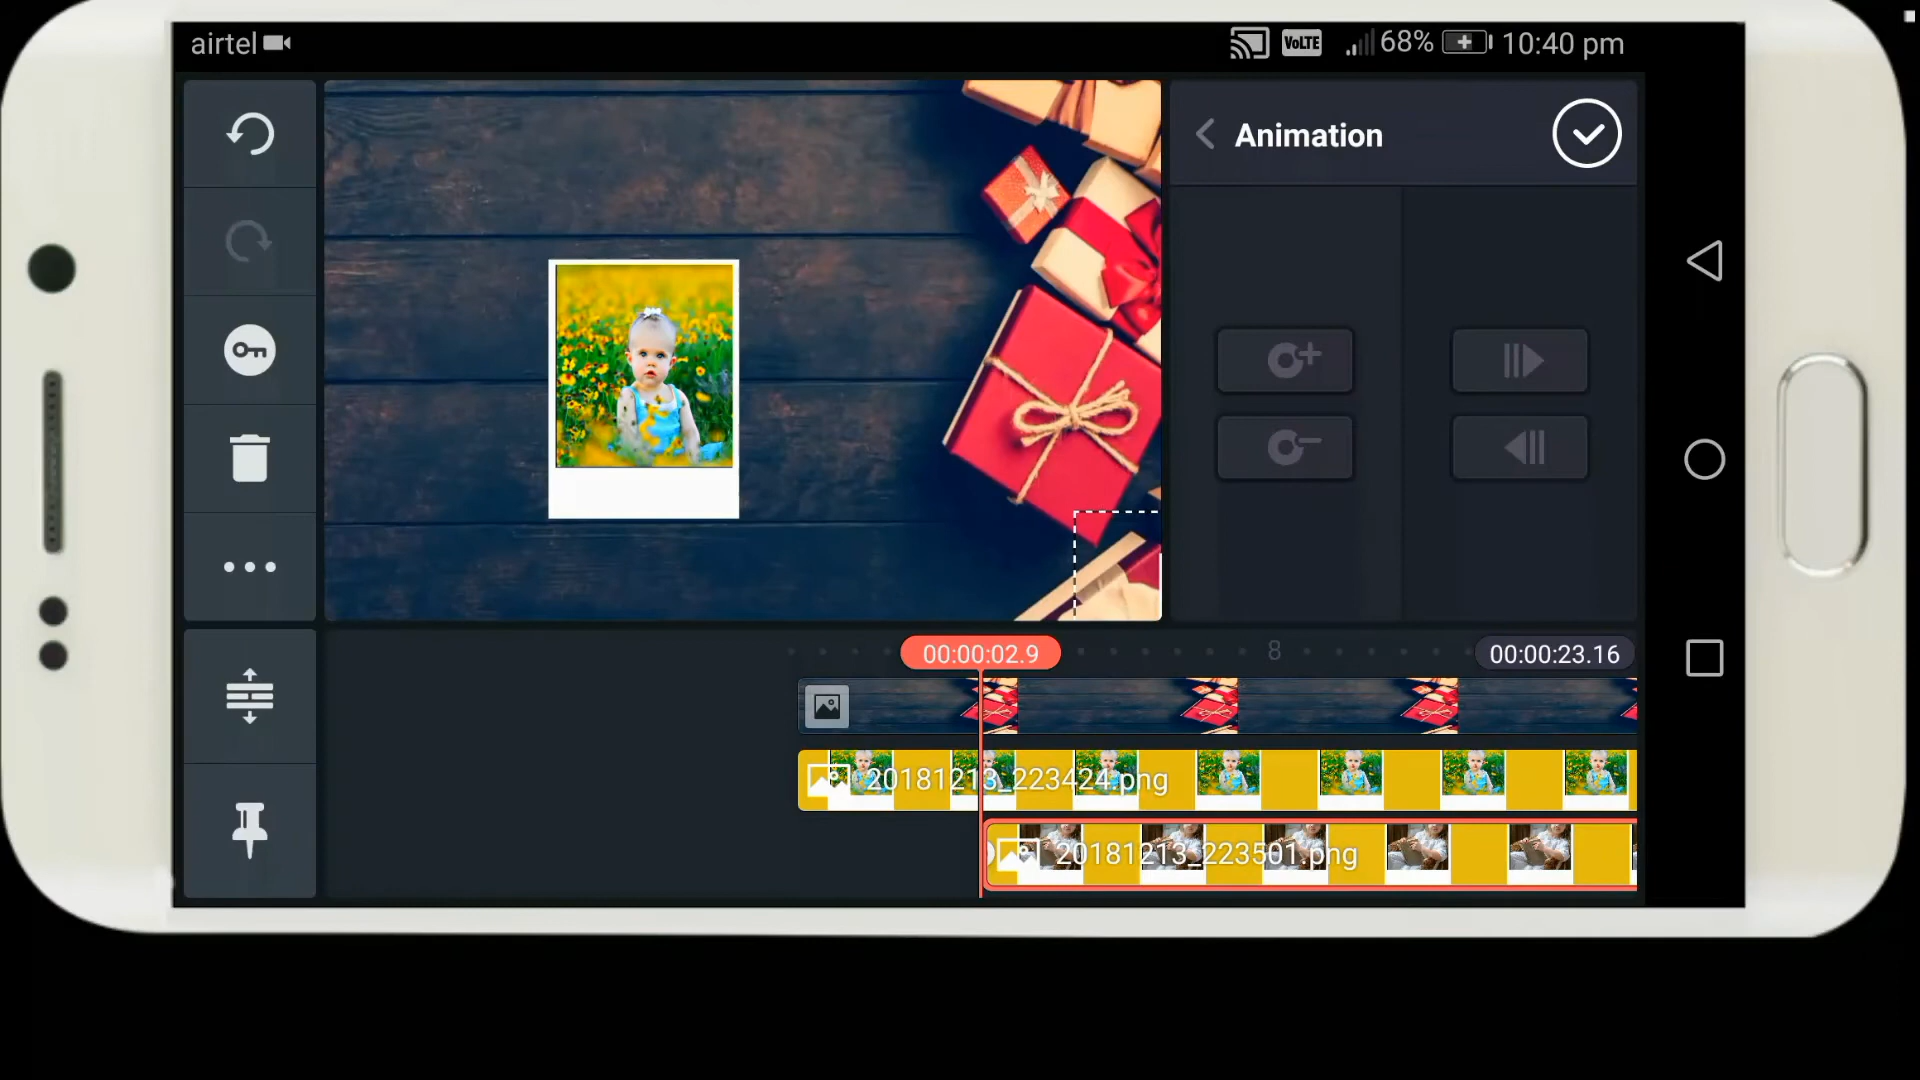 airtel
VoLTE 68% 10:40 pm
Animation
00:00:02.9
8
00:00:23.16
20181213_223424.png
20181213_223501.png